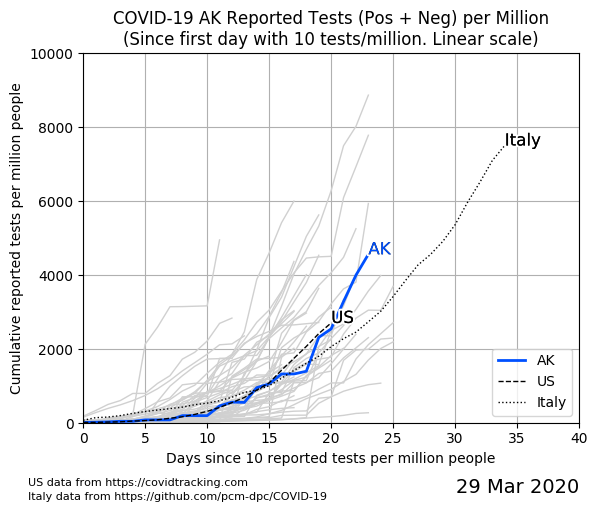 COVID-19 AK Reported Tests (Pos + Neg) per Million
(Since first day with 10 tests/million. Linear scale)
Cumulative reported tests per million people
10000
8000
6000
4000
2000
0
Italy
AK
US
AK
US
Italy
0 5 10 15 20 25 30 35 40
Days since 10 reported tests per million people
US data from https://covidtracking.com
Italy data from https://github.com/pcm-dpc/COVID-19
29 Mar 2020